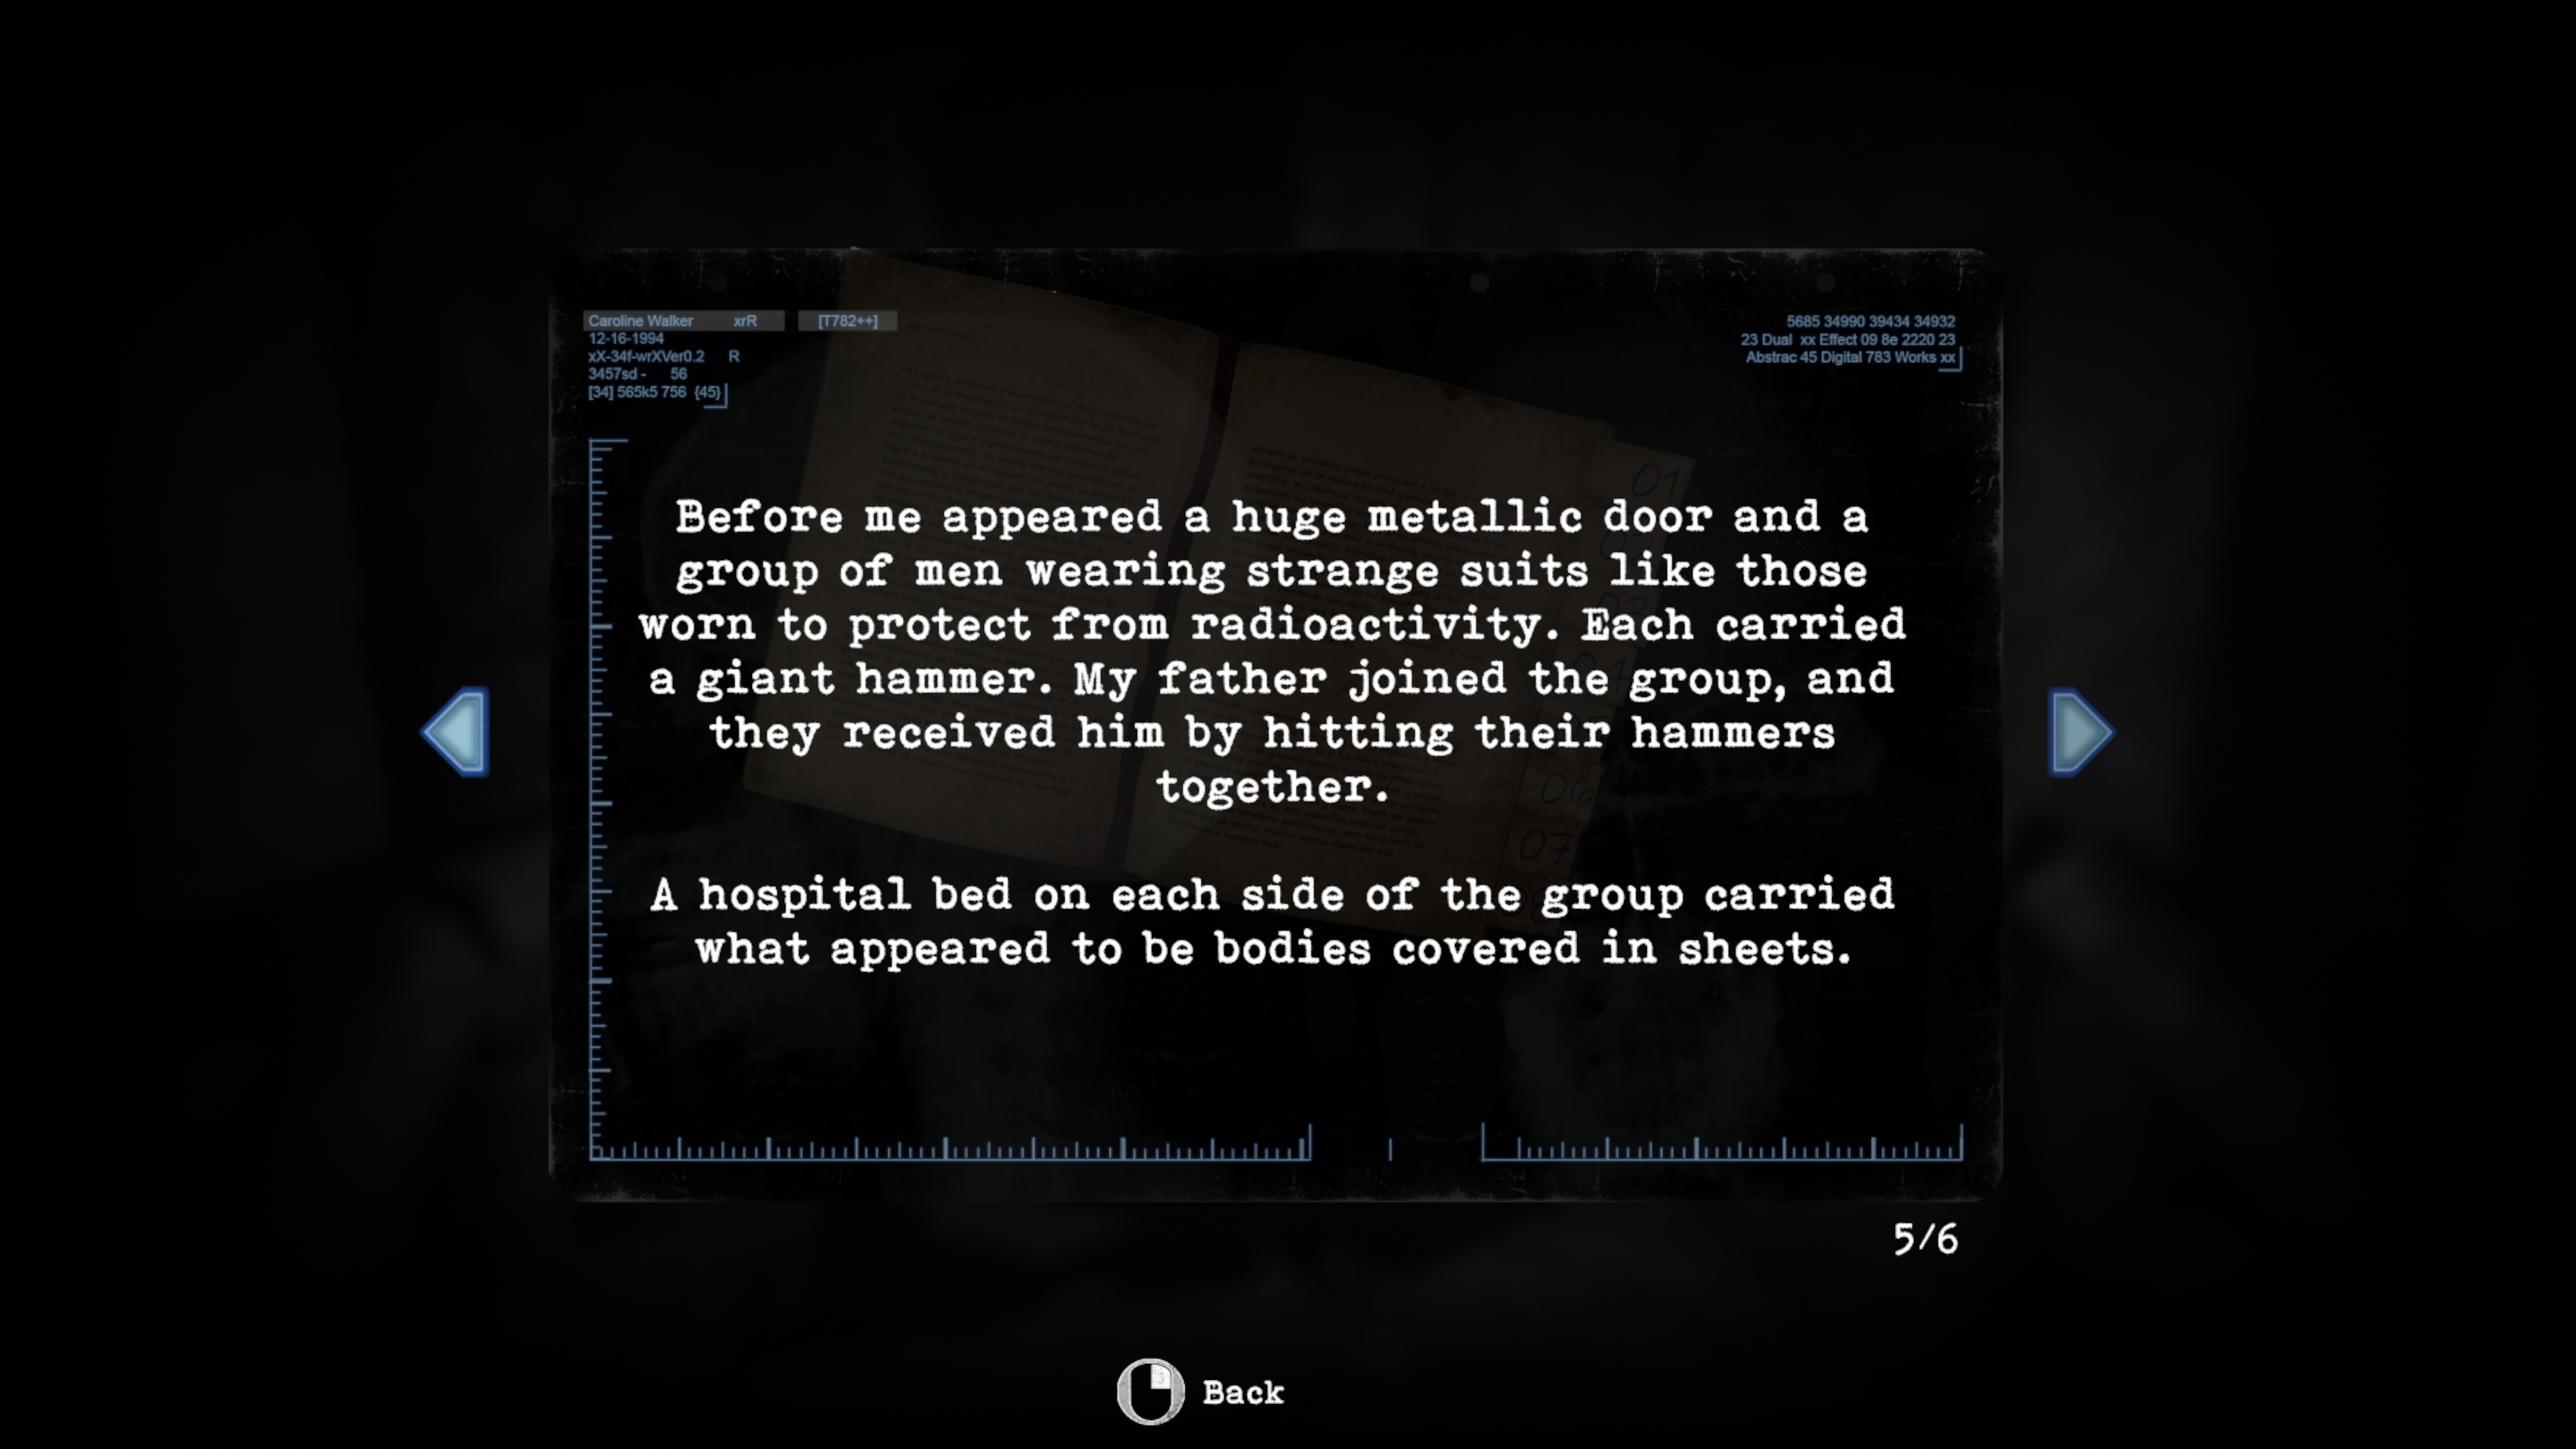 Caroline Walker xrR [T782++]
12-16-1994
xX-34f-wrXVer0.2 R
3457sd - 56
[34] 565k5 756 {45}
5685 34990 39434 34932
23 Dual xx Effect 09 8e 2220 23
Abstrac 45 Digital 783 Works xx
Before me appeared a huge metallic door and a
group of men wearing strange suits like those
worn to protect from radioactivity. Each carried
a giant hammer. My father joined the group, and
they received him by hitting their hammers
together.
A hospital bed on each side of the group carried
what appeared to be bodies covered in sheets.
01
06
07
5/6
Back